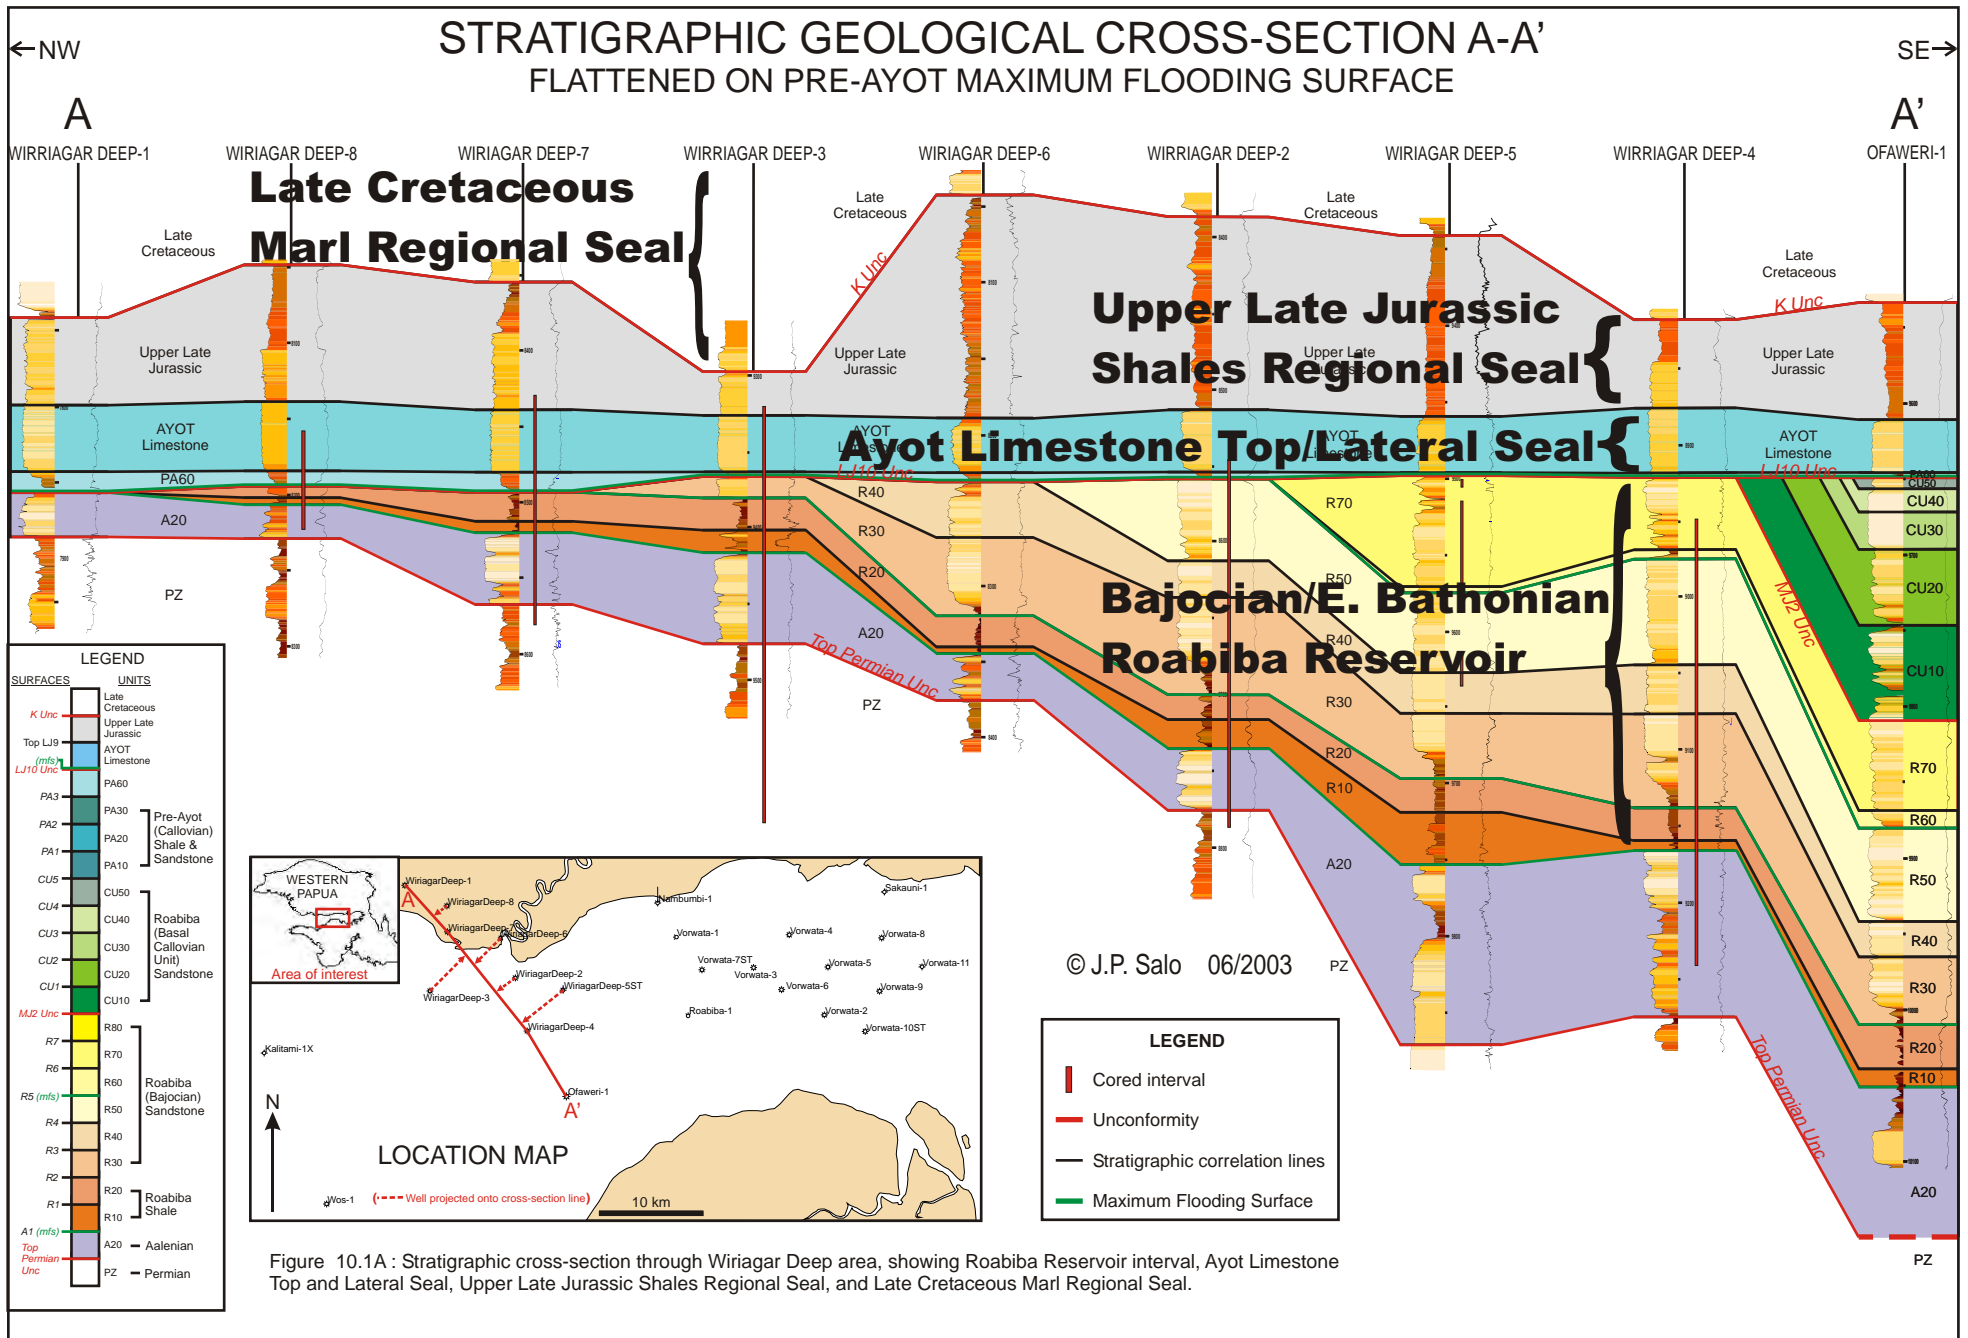 STRATIGRAPHIC GEOLOGICAL CROSS-SECTION A-A'
FLATTENED ON PRE-AYOT MAXIMUM FLOODING SURFACE
←NW
SE→
A
A'
WIRRIAGAR DEEP-1
WIRIAGAR DEEP-8
WIRIAGAR DEEP-7
WIRRIAGAR DEEP-3
WIRIAGAR DEEP-6
WIRRIAGAR DEEP-2
WIRIAGAR DEEP-5
WIRRIAGAR DEEP-4
OFAWERI-1
Late Cretaceous
Marl Regional Seal
Late
Cretaceous
Late
Cretaceous
Late
Cretaceous
Late
Cretaceous
K Unc
K Unc
Upper Late Jurassic
Shales Regional Seal
Upper Late
Jurassic
Upper Late
Jurassic
Upper Late
Jurassic
Upper Late
Jurassic
AYOT
Limestone
AYOT
Limestone
AYOT
Limestone
AYOT
Limestone
Ayot Limestone Top/Lateral Seal
LJ10 Unc
LJ10 Unc
PA60
A20
PZ
R40
R30
R20
A20
PZ
Top Permian Unc
R70
R50
R40
R30
R20
R10
A20
PZ
Bajocian/E. Bathonian
Roabiba Reservoir
MJ2 Unc
Top Permian Unc
PA60
CU50
CU40
CU30
CU20
CU10
R70
R60
R50
R40
R30
R20
R10
A20
PZ
LEGEND
SURFACES
UNITS
Late
Cretaceous
K Unc
Upper Late
Jurassic
Top LJ9
AYOT
Limestone
(mfs)
LJ10 Unc
PA60
PA3
PA30
PA2
PA20
PA1
PA10
Pre-Ayot
(Callovian)
Shale &
Sandstone
CU5
CU50
CU4
CU40
CU3
CU30
CU2
CU20
CU1
CU10
Roabiba
(Basal
Callovian
Unit)
Sandstone
MJ2 Unc
R80
R7
R70
R6
R60
R5 (mfs)
R50
R4
R40
R3
R30
Roabiba
(Bajocian)
Sandstone
R2
R20
R1
R10
Roabiba
Shale
A1 (mfs)
A20
Aalenian
Top
Permian
Unc
PZ
Permian
WESTERN
PAPUA
Area of interest
WiriagarDeep-1
A
WiriagarDeep-8
WiriagarDeep-7
WiriagarDeep-6
WiriagarDeep-2
WiriagarDeep-3
WiriagarDeep-5ST
WiriagarDeep-4
Ofaweri-1
A'
Nambumbi-1
Sakauni-1
Vorwata-1
Vorwata-4
Vorwata-8
Vorwata-7ST
Vorwata-3
Vorwata-5
Vorwata-11
Vorwata-6
Vorwata-9
Roabiba-1
Vorwata-2
Vorwata-10ST
Kalitami-1X
Wos-1
N
LOCATION MAP
(Well projected onto cross-section line)
10 km
© J.P. Salo 06/2003
LEGEND
Cored interval
Unconformity
Stratigraphic correlation lines
Maximum Flooding Surface
Figure 10.1A : Stratigraphic cross-section through Wiriagar Deep area, showing Roabiba Reservoir interval, Ayot Limestone
Top and Lateral Seal, Upper Late Jurassic Shales Regional Seal, and Late Cretaceous Marl Regional Seal.